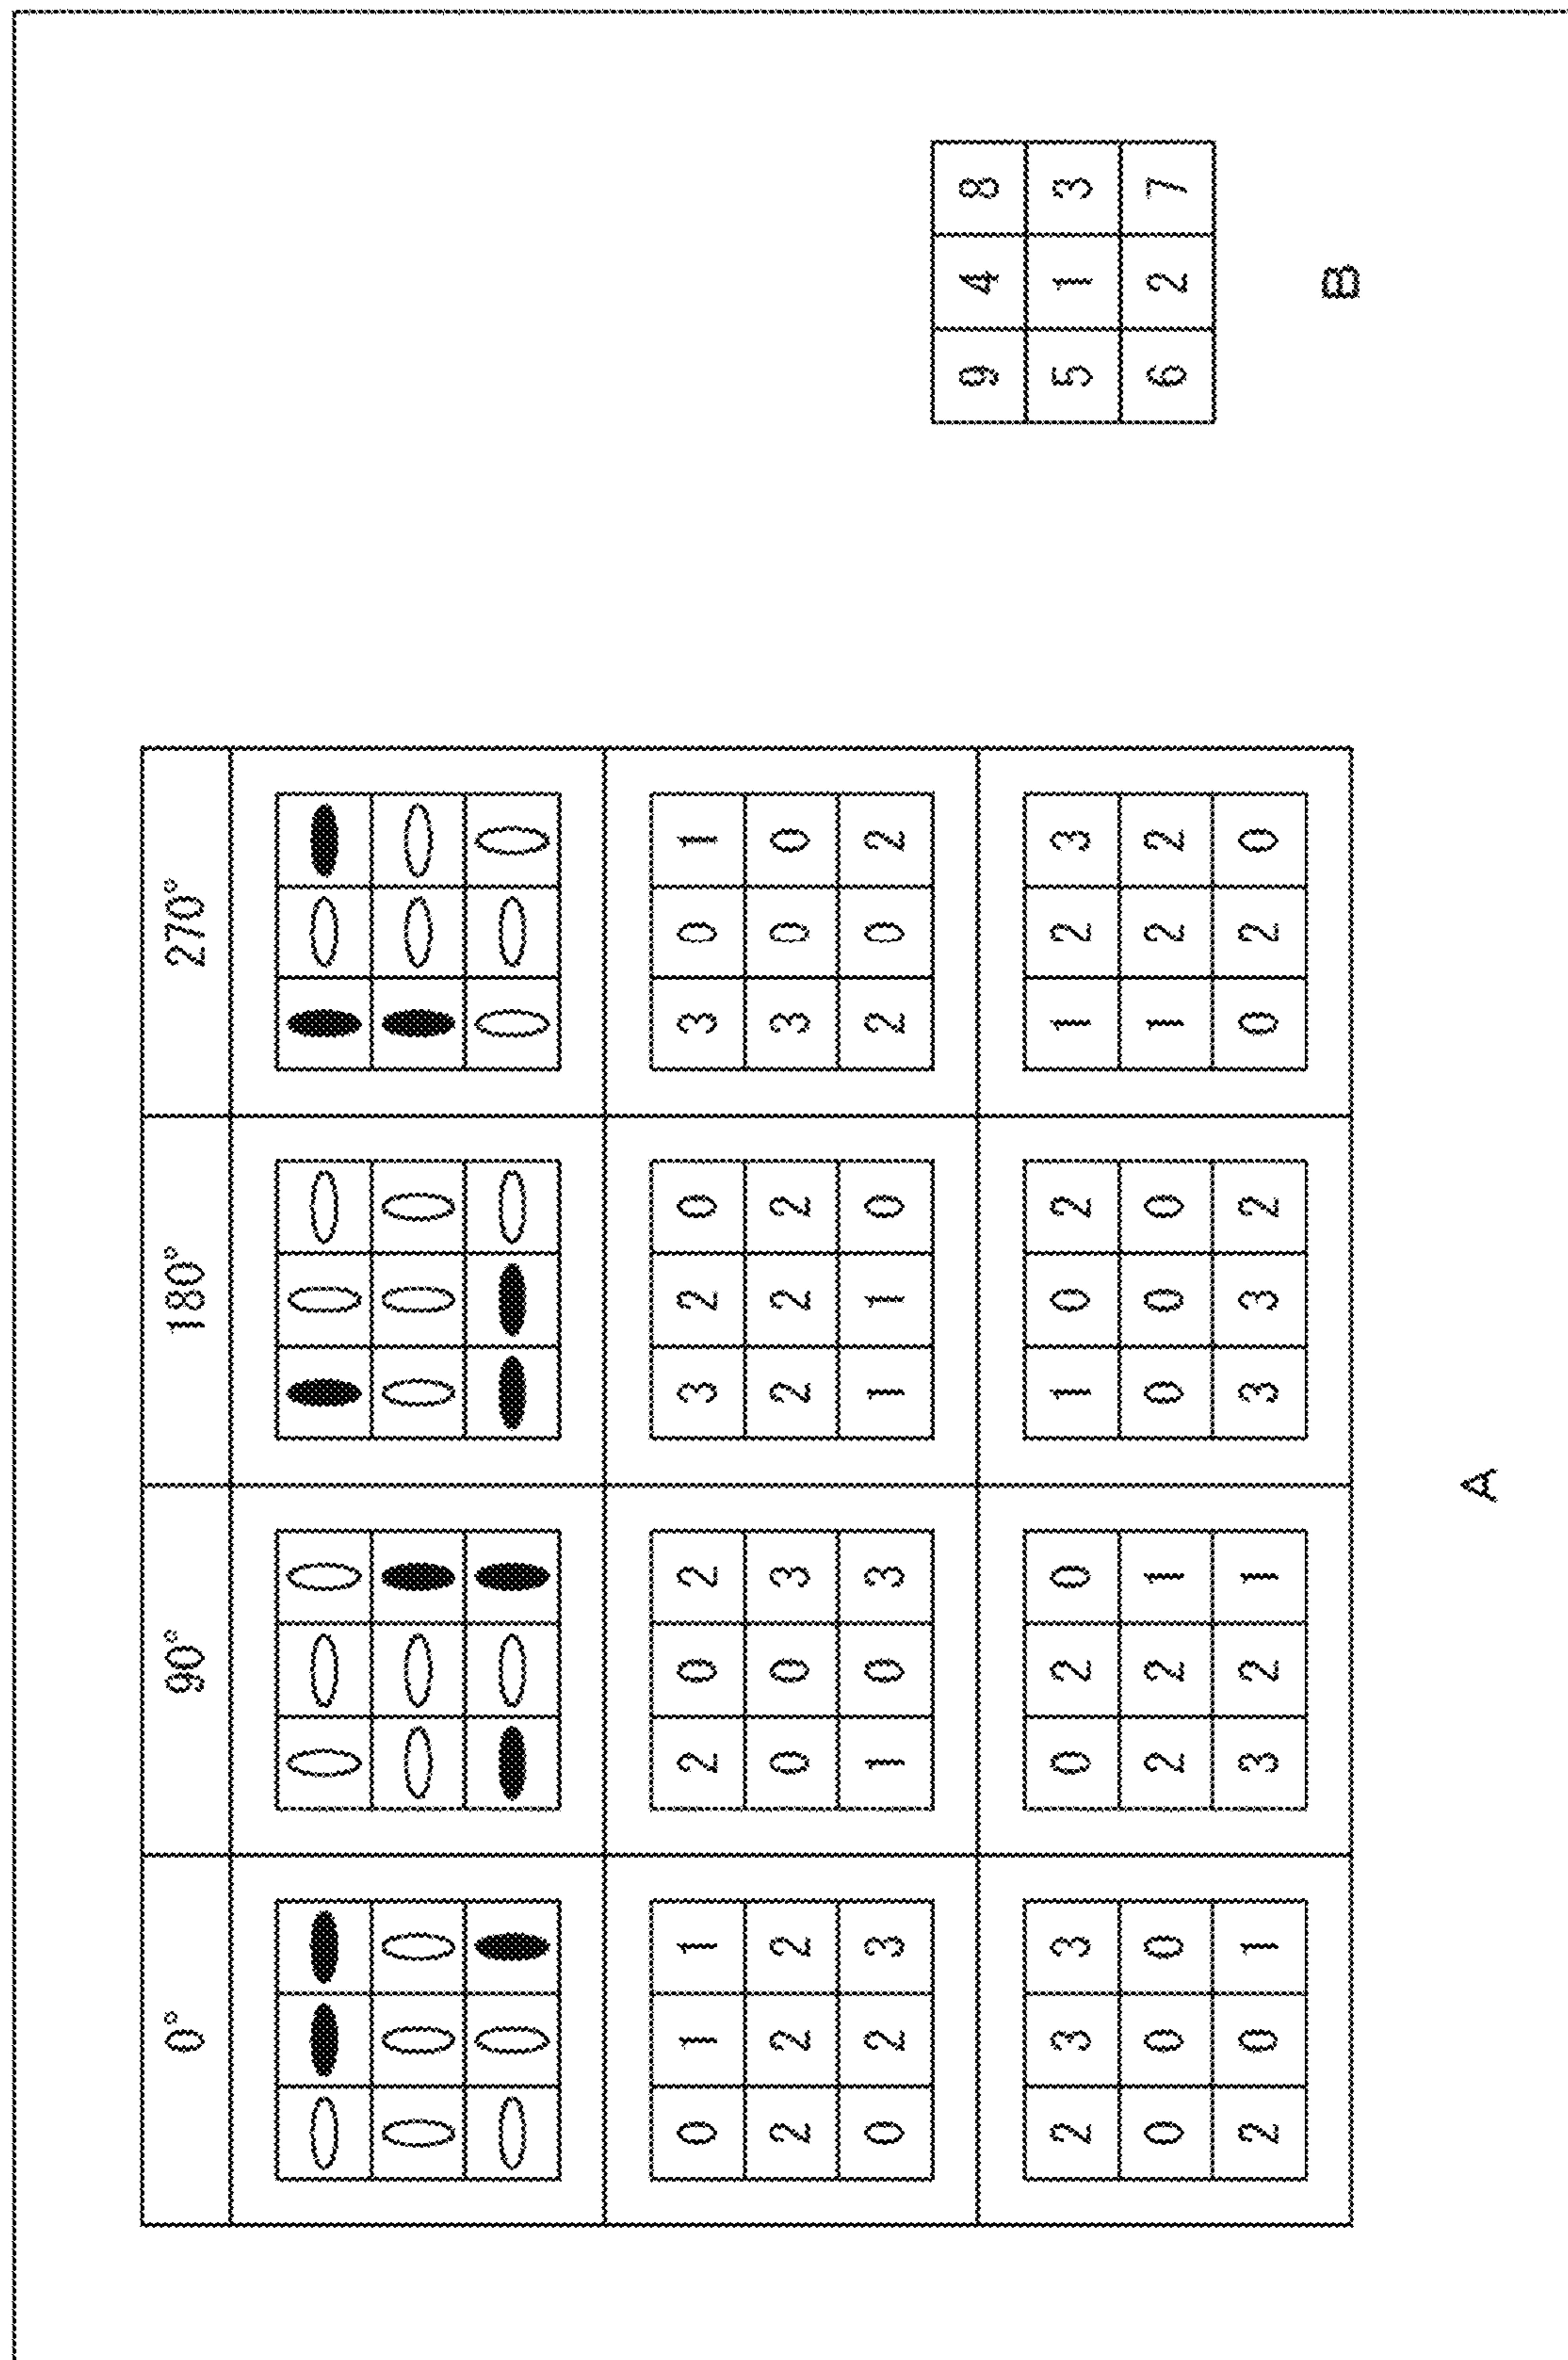 0° 90° 180° 270°
0 1 1 2 0 2 3 2 0 3 0 1
2 2 2 0 0 3 2 2 2 3 0 0
0 2 3 1 0 3 1 1 0 2 0 2
2 3 3 0 2 0 1 0 2 1 2 3
0 0 0 2 2 1 0 0 0 1 2 2
2 0 1 3 2 1 3 3 2 0 2 0
A
9 4 8
5 1 3
6 2 7
B